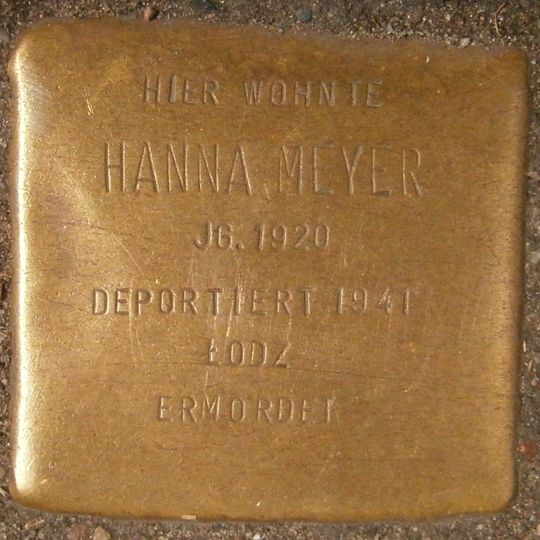 HIER WOHNTE
HANNA MEYER
JG. 1920
DEPORTIERT 1941
ŁODZ
ERMORDET